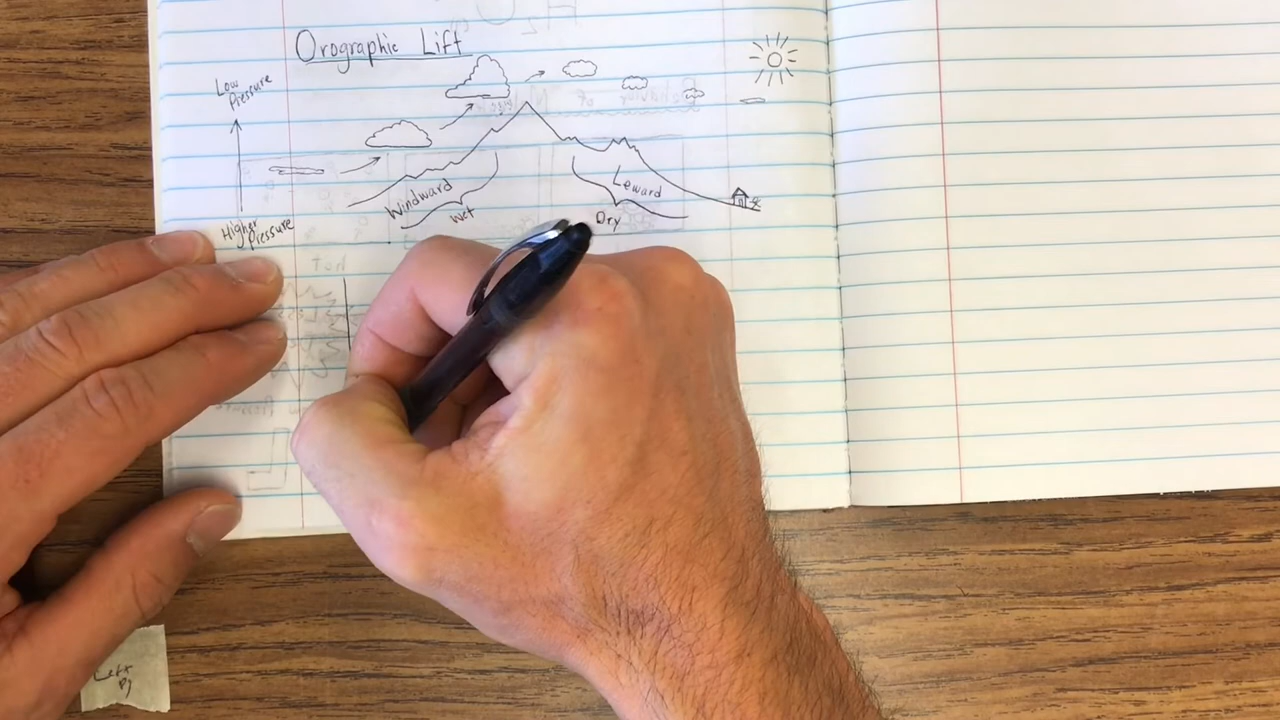 Orographic Lift
Low
Pressure
Windward
Leward
Wet
Dry
Higher
Pressure